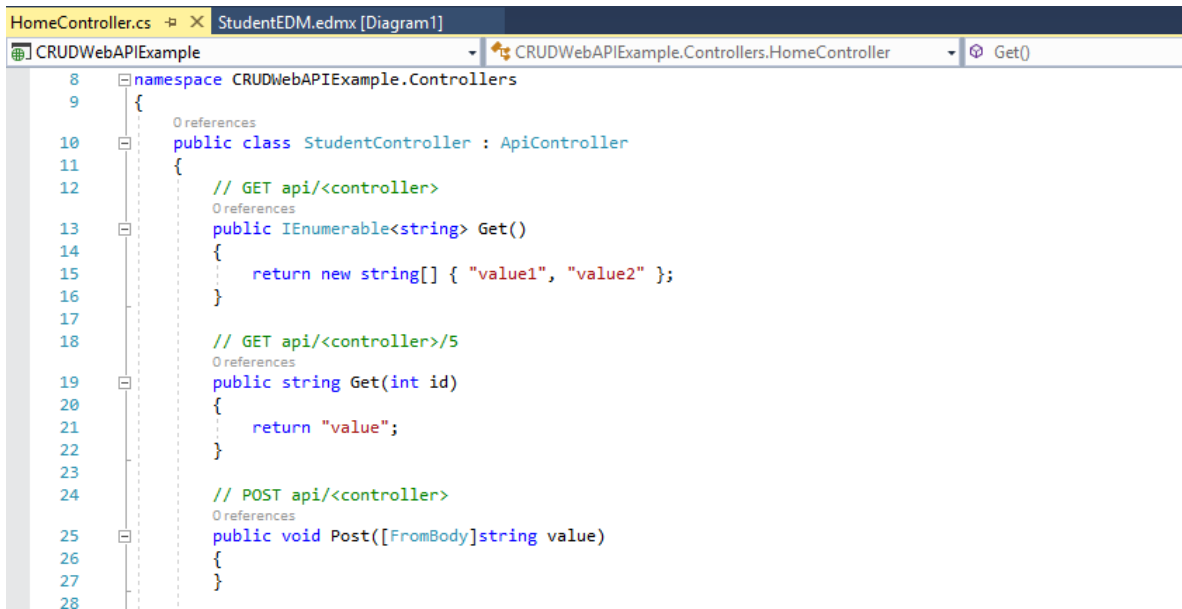 HomeController.cs StudentEDM.edmx [Diagram1]
CRUDWebAPIExample CRUDWebAPIExample.Controllers.HomeController Get()
8 namespace CRUDWebAPIExample.Controllers
9 {
0 references
10 public class StudentController : ApiController
11 {
12 // GET api/<controller>
0 references
13 public IEnumerable<string> Get()
14 {
15 return new string[] { "value1", "value2" };
16 }
17
18 // GET api/<controller>/5
0 references
19 public string Get(int id)
20 {
21 return "value";
22 }
23
24 // POST api/<controller>
0 references
25 public void Post([FromBody]string value)
26 {
27 }
28